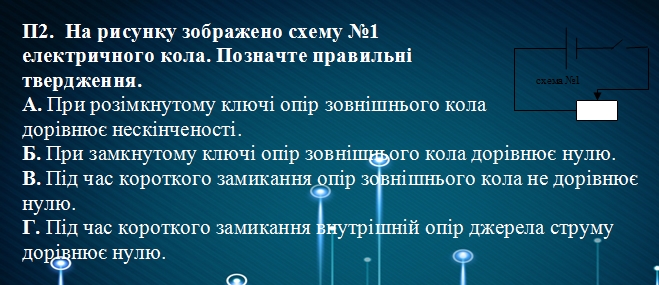 П2. На рисунку зображено схему №1
електричного кола. Позначте правильні
твердження.
схема №1
А. При розімкнутому ключі опір зовнішнього кола
дорівнює нескінченості.
Б. При замкнутому ключі опір зовнішнього кола дорівнює нулю.
В. Під час короткого замикання опір зовнішнього кола не дорівнює
нулю.
Г. Під час короткого замикання внутрішній опір джерела струму
дорівнює нулю.